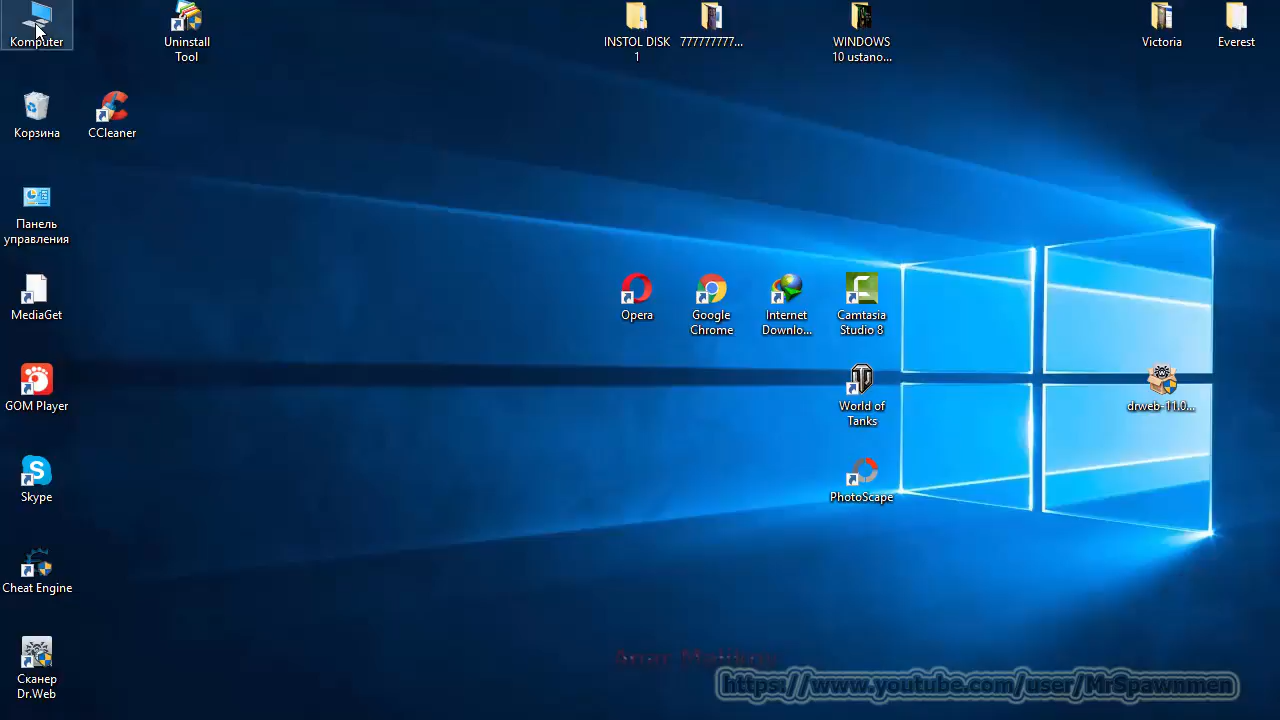 Komputer
Uninstall
Tool
INSTOL DISK
1
777777777...
WINDOWS
10 ustano...
Victoria
Everest
Корзина
CCleaner
Панель
управления
MediaGet
Opera
Google
Chrome
Internet
Downlo...
Camtasia
Studio 8
GOM Player
World of
Tanks
drweb-11.0...
Skype
PhotoScape
Cheat Engine
Сканер
Dr.Web
https://www.youtube.com/user/MrSpawnmen